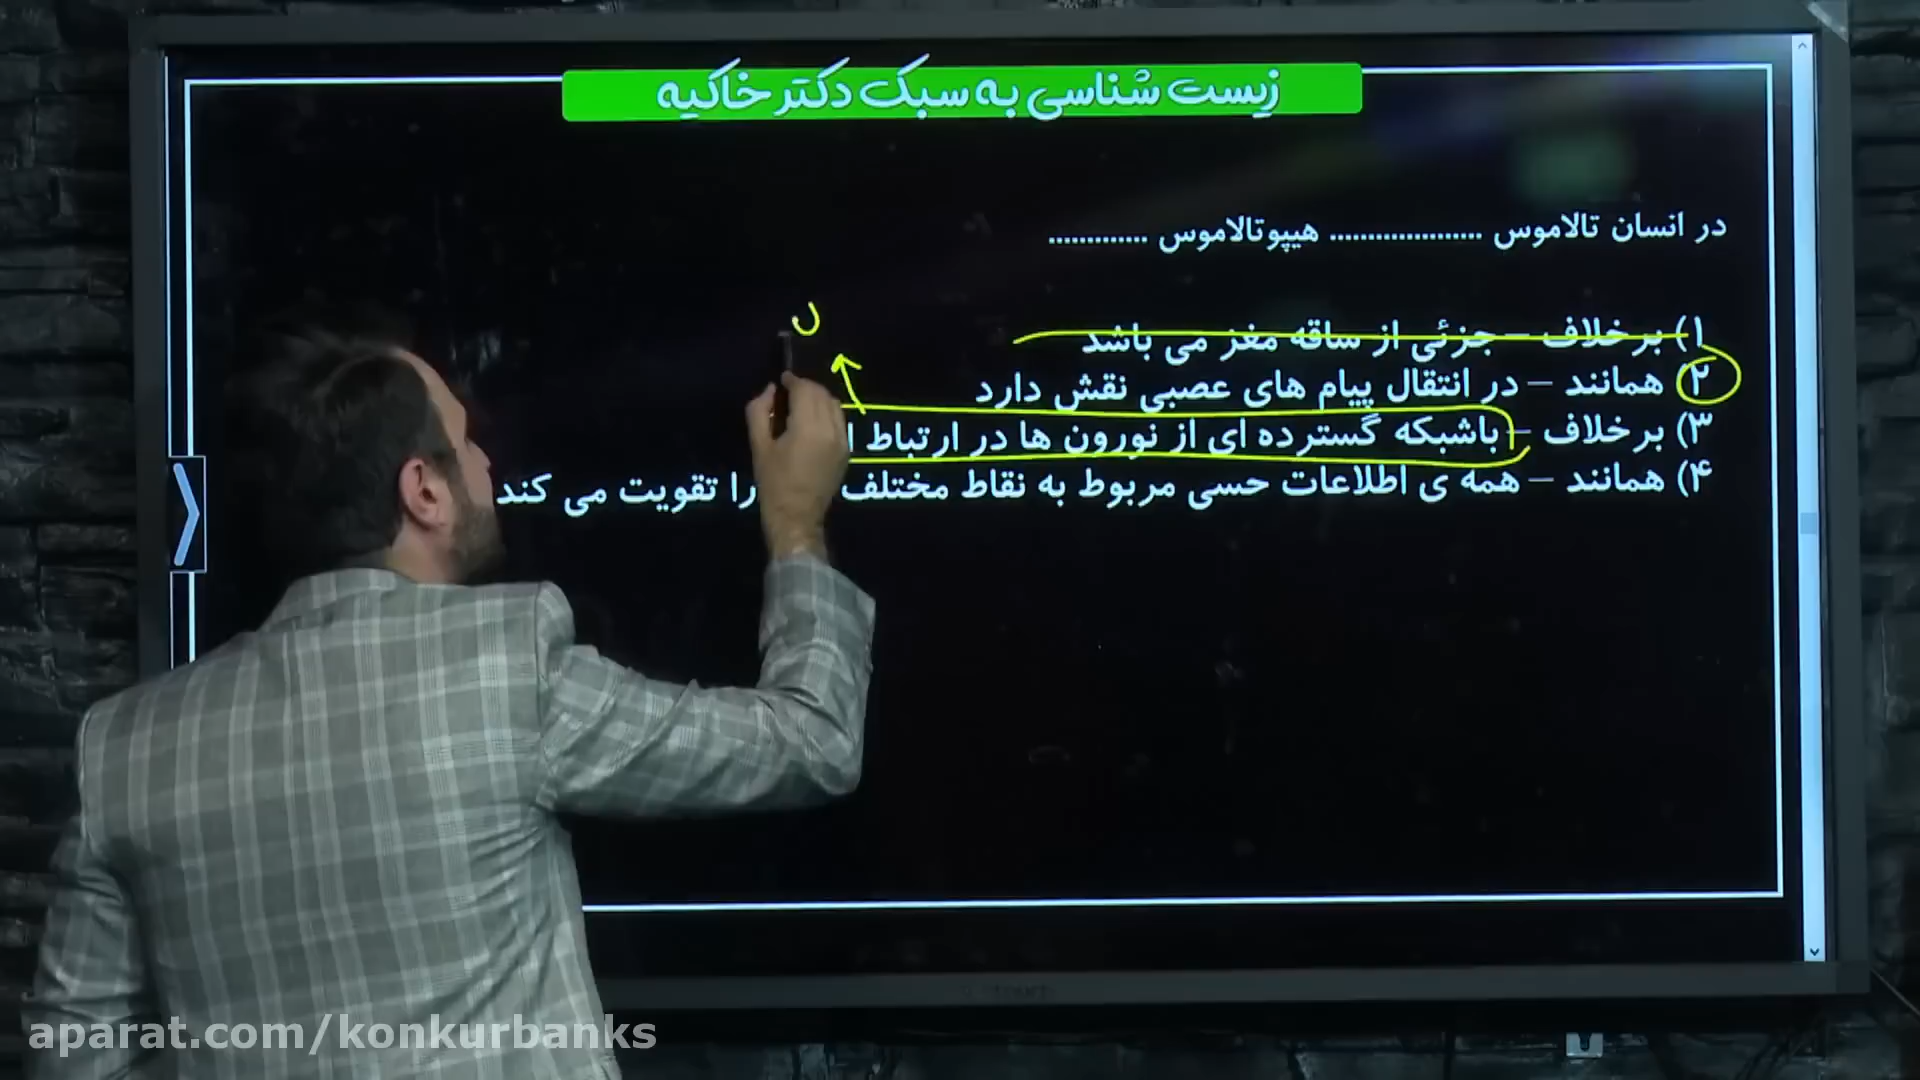 زیست شناسی به سبک دکتر خاکیه
در انسان تالاموس .................... هیپوتالاموس .............
۱) برخلاف – جزئی از ساقه مغز می باشد
۲) همانند – در انتقال پیام های عصبی نقش دارد
۳) برخلاف – باشبکه گسترده ای از نورون ها در ارتباط
۴) همانند – همه ی اطلاعات حسی مربوط به نقاط مختلف را تقویت می کند
aparat.com/konkurbanks